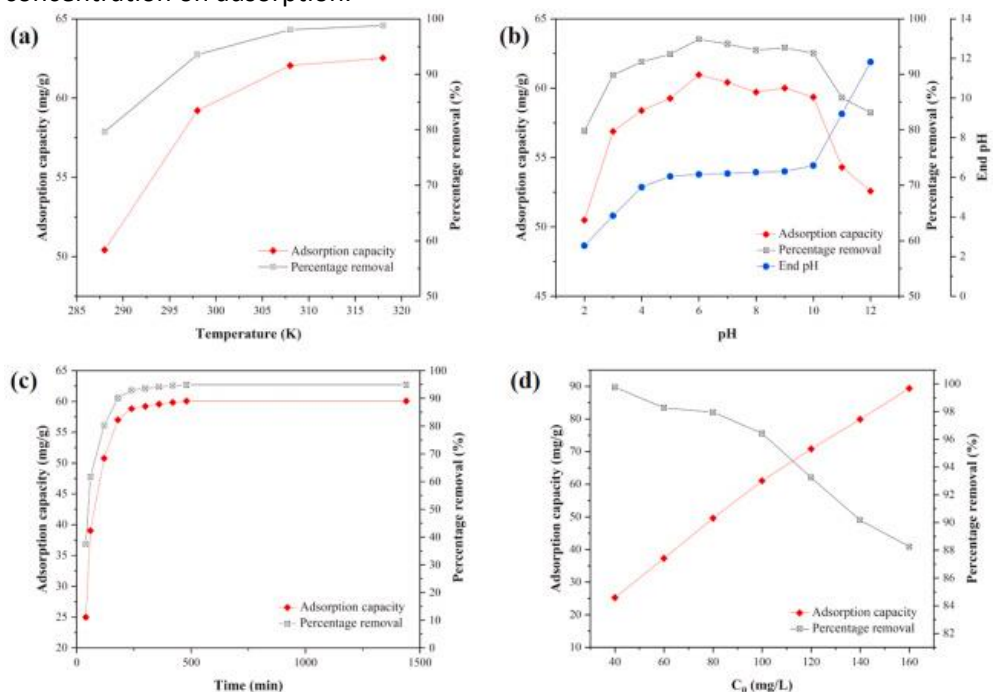 concentration on adsorption.
(a)
Adsorption capacity (mg/g)
65
60
55
50
100
90
80
70
60
50
Percentage removal (%)
Adsorption capacity
Percentage removal
285 290 295 300 305 310 315 320
Temperature (K)
(b)
Adsorption capacity (mg/g)
65
60
55
50
45
100
90
80
70
60
50
Percentage removal (%)
14
12
10
8
6
4
2
0
End pH
Adsorption capacity
Percentage removal
End pH
2 4 6 8 10 12
pH
(c)
Adsorption capacity (mg/g)
65
60
55
50
45
40
35
30
25
20
100
90
80
70
60
50
40
30
20
10
0
Percentage removal (%)
Adsorption capacity
Percentage removal
0 500 1000 1500
Time (min)
(d)
Adsorption capacity (mg/g)
90
80
70
60
50
40
30
20
10
100
98
96
94
92
90
88
86
84
82
Percentage removal (%)
Adsorption capacity
Percentage removal
40 60 80 100 120 140 160
C₀ (mg/L)